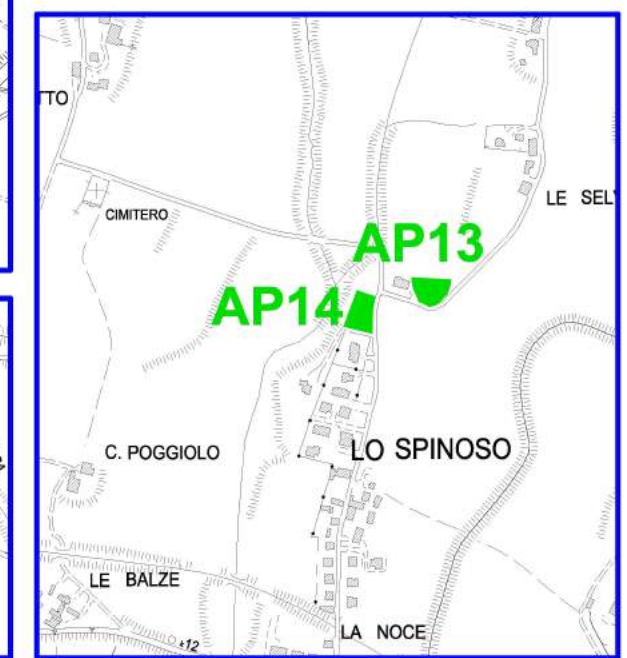 TTO
CIMITERO
LE SEL
AP13
AP14
C. POGGIOLO
LO SPINOSO
LE BALZE
LA NOCE
+12